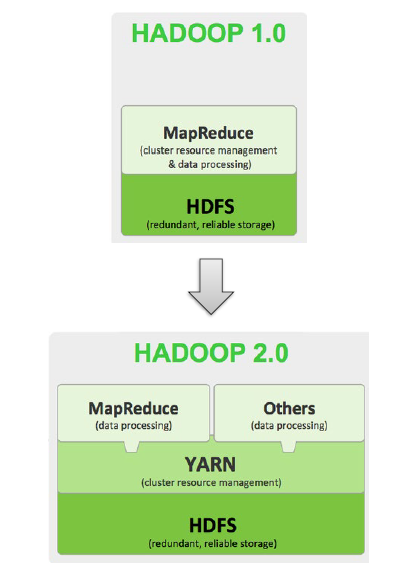 HADOOP 1.0
MapReduce
(cluster resource management
& data processing)
HDFS
(redundant, reliable storage)
HADOOP 2.0
MapReduce
(data processing)
Others
(data processing)
YARN
(cluster resource management)
HDFS
(redundant, reliable storage)